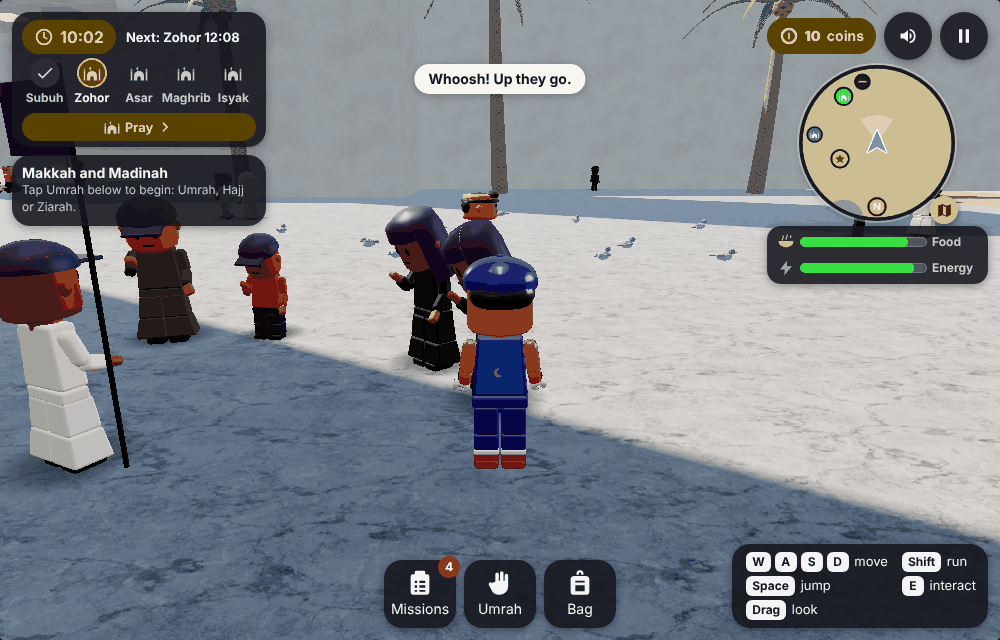 10:02
Next: Zohor 12:08
Subuh
Zohor
Asar
Maghrib
Isyak
Pray
Makkah and Madinah
Tap Umrah below to begin: Umrah, Hajj
or Ziarah.
Whoosh! Up they go.
10 coins
N
Food
Energy
4
Missions
Umrah
Bag
W A S D move
Shift run
Space jump
E interact
Drag look